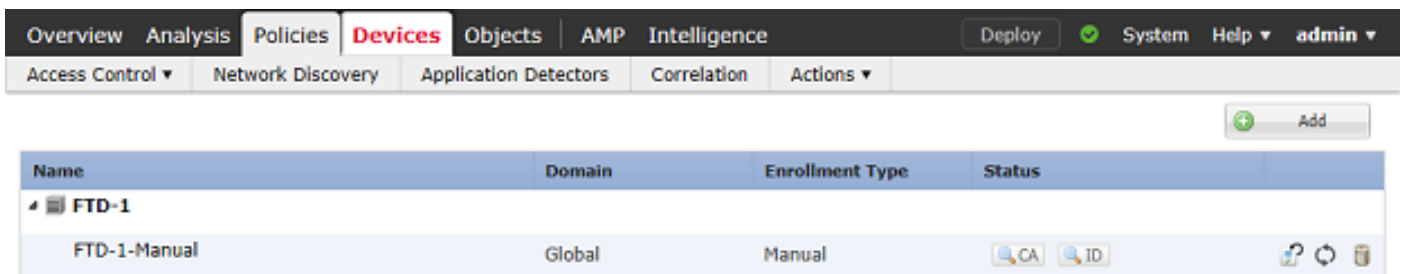 Overview Analysis Policies Devices Objects AMP Intelligence Deploy System Help admin
Access Control Network Discovery Application Detectors Correlation Actions
Add
Name Domain Enrollment Type Status
FTD-1
FTD-1-Manual Global Manual CA ID